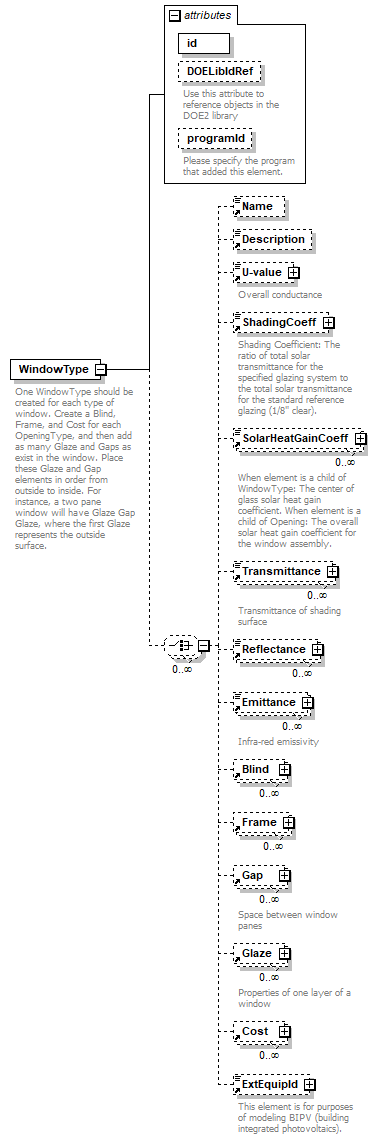 attributes
id
DOELibIdRef
Use this attribute to
reference objects in the
DOE2 library
programId
Please specify the program
that added this element.
Name
Description
U-value
Overall conductance
ShadingCoeff
Shading Coefficient: The
ratio of total solar
transmittance for the
specified glazing system to
the total solar transmittance
for the standard reference
glazing (1/8" clear).
WindowType
One WindowType should be
created for each type of
window. Create a Blind,
Frame, and Cost for each
OpeningType, and then add
as many Glaze and Gaps as
exist in the window. Place
these Glaze and Gap
elements in order from
outside to inside. For
instance, a two pane
window will have Glaze Gap
Glaze, where the first Glaze
represents the outside
surface.
SolarHeatGainCoeff
0..∞
When element is a child of
WindowType: The center of
glass solar heat gain
coefficient. When element is a
child of Opening: The overall
solar heat gain coefficient for
the window assembly.
Transmittance
0..∞
Transmittance of shading
surface
0..∞
Reflectance
0..∞
Emittance
0..∞
Infra-red emissivity
Blind
0..∞
Frame
0..∞
Gap
0..∞
Space between window
panes
Glaze
0..∞
Properties of one layer of a
window
Cost
0..∞
ExtEquipId
This element is for purposes
of modeling BIPV (building
integrated photovoltaics).